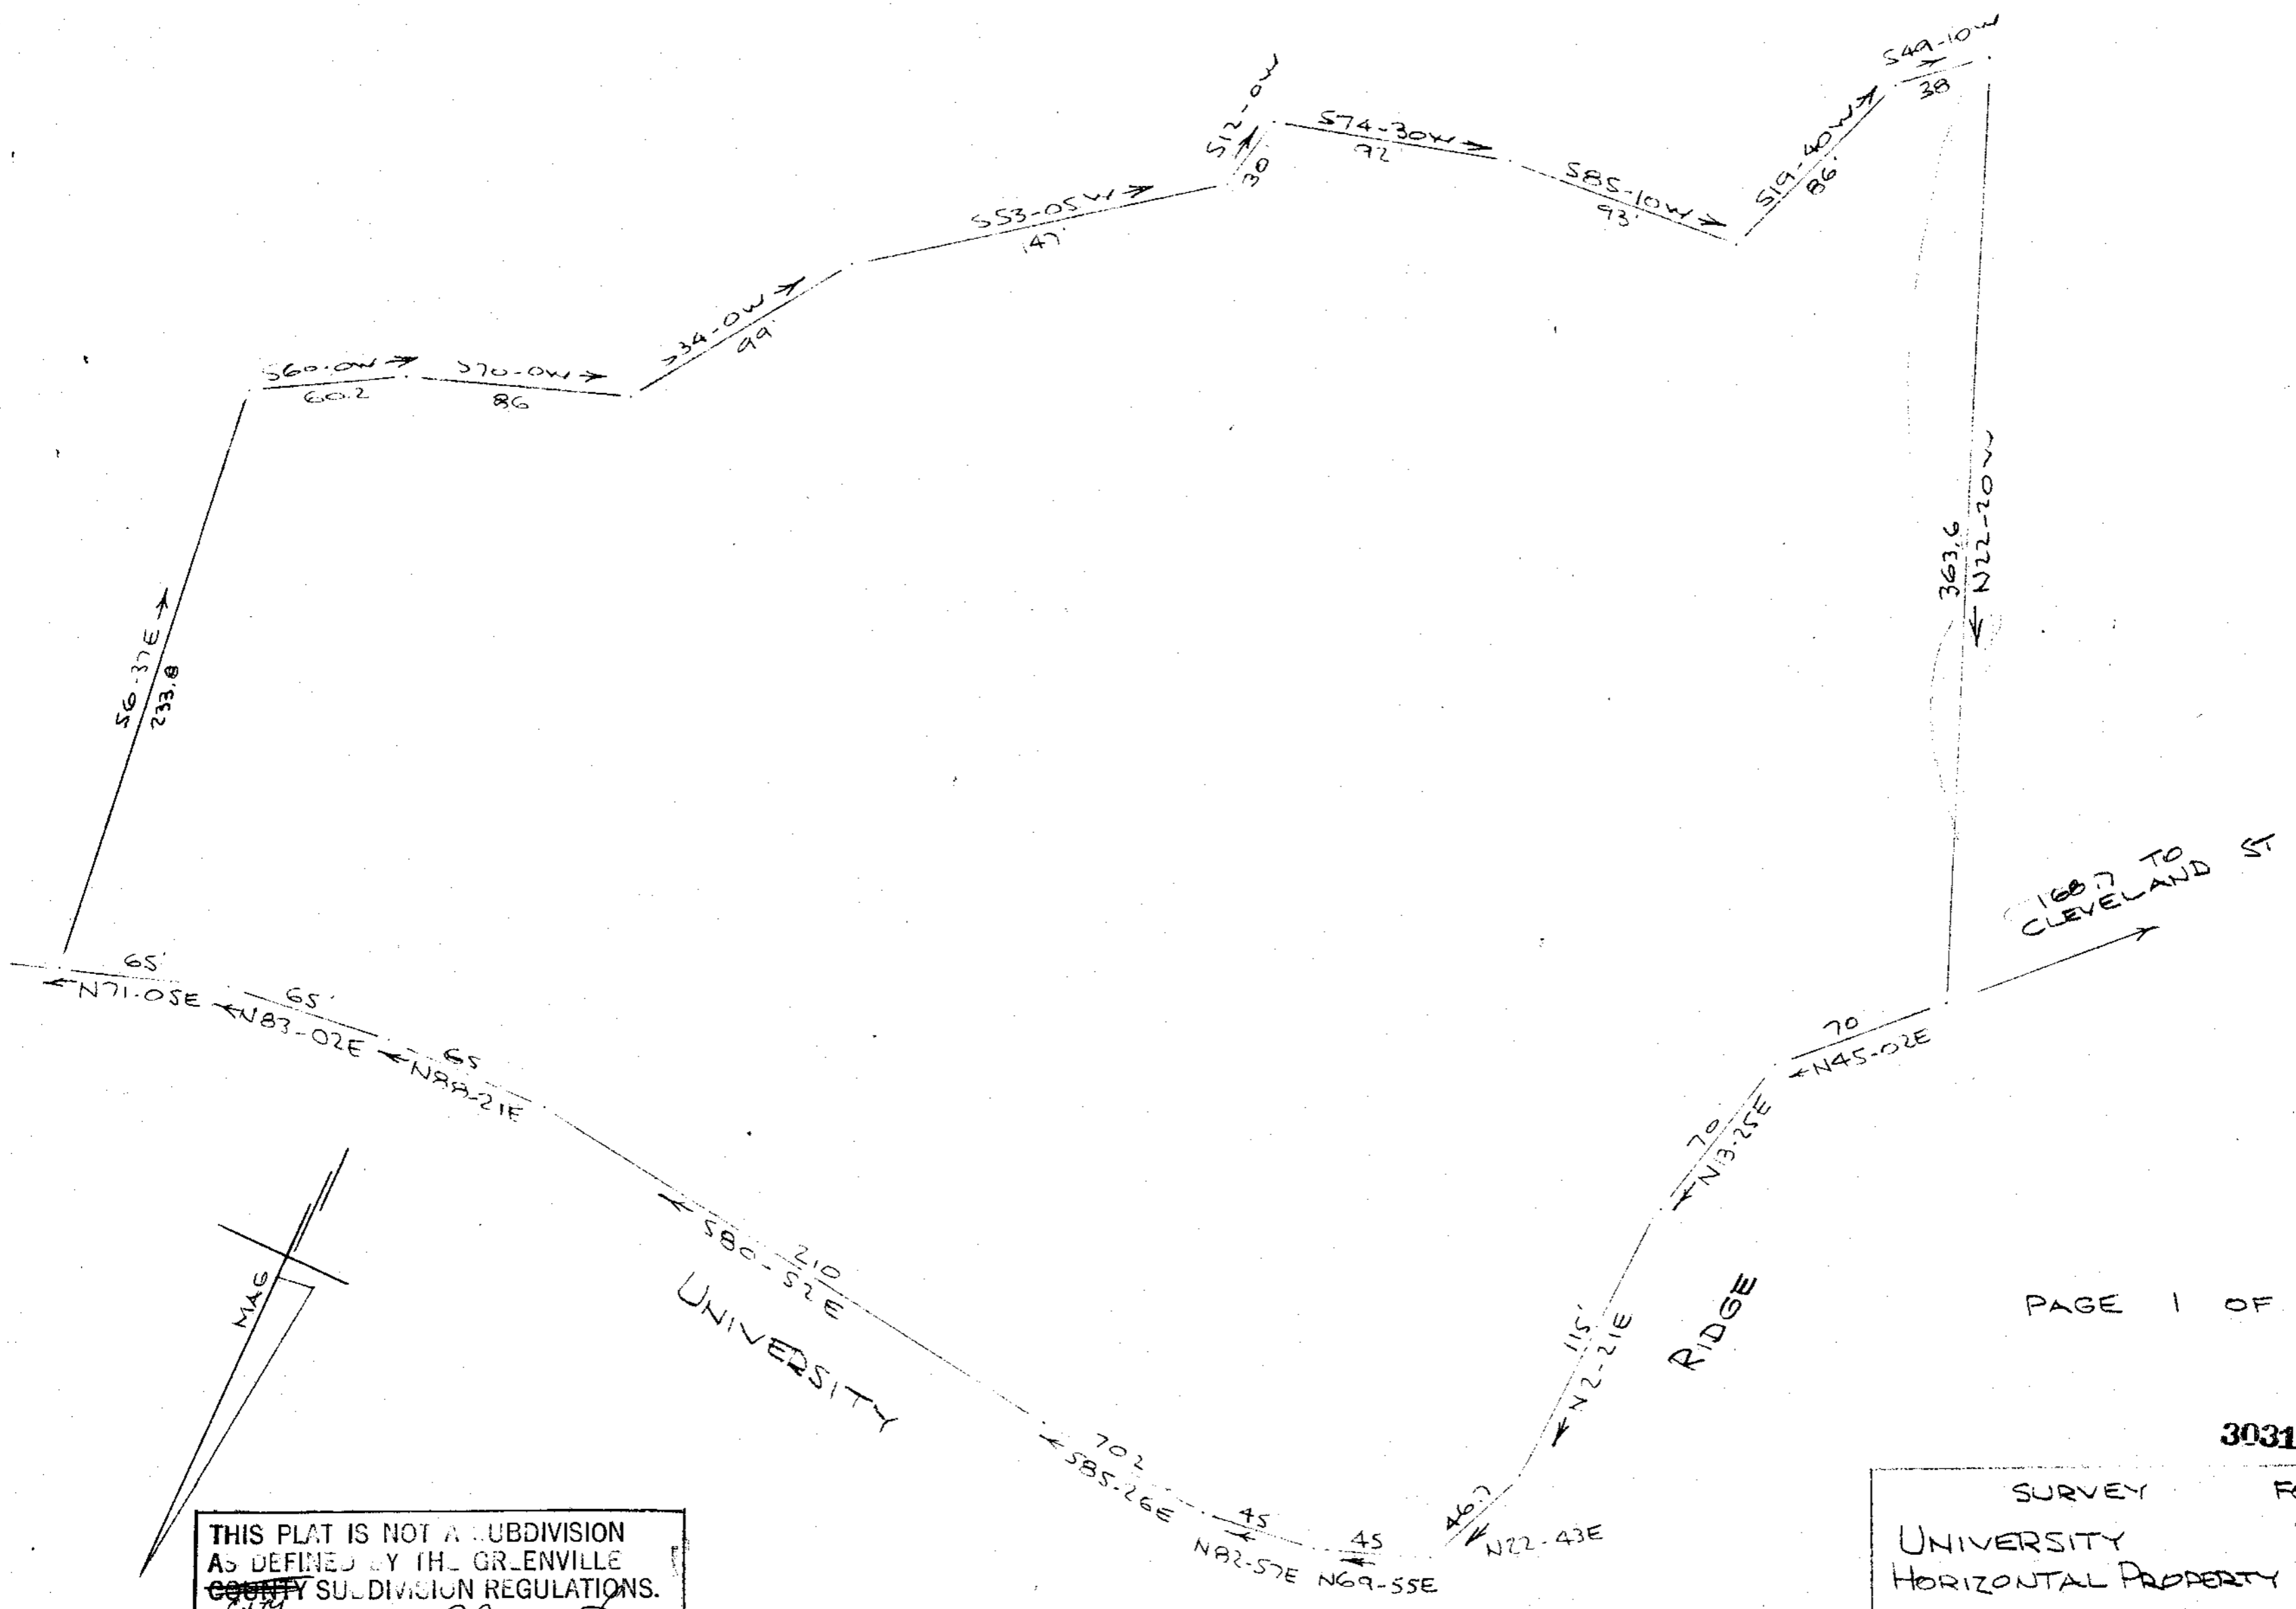 S49-10W
38
S12-0W
30
S74-30W
92'
S85-10W
93'
S19-40W
86'
S53-05W
147'
S34-0W
99'
S60-0W
60.2
S70-0W
86
363.6
N22-20W
S6-37E
233.8
168.7 TO
CLEVELAND ST
65'
N71-05E
65'
N83-02E
65
N88-21E
70
N45-02E
70
N13-25E
115'
N2-21E
RIDGE
MAG
210
S80-52E
UNIVERSITY
PAGE 1 OF
702
S85-26E
45
N82-57E
45
N69-55E
46.7
N22-43E
3031
SURVEY
UNIVERSITY
HORIZONTAL PROPERTY
THIS PLAT IS NOT A SUBDIVISION
AS DEFINED BY THE GREENVILLE
COUNTY SUBDIVISION REGULATIONS.
CITY